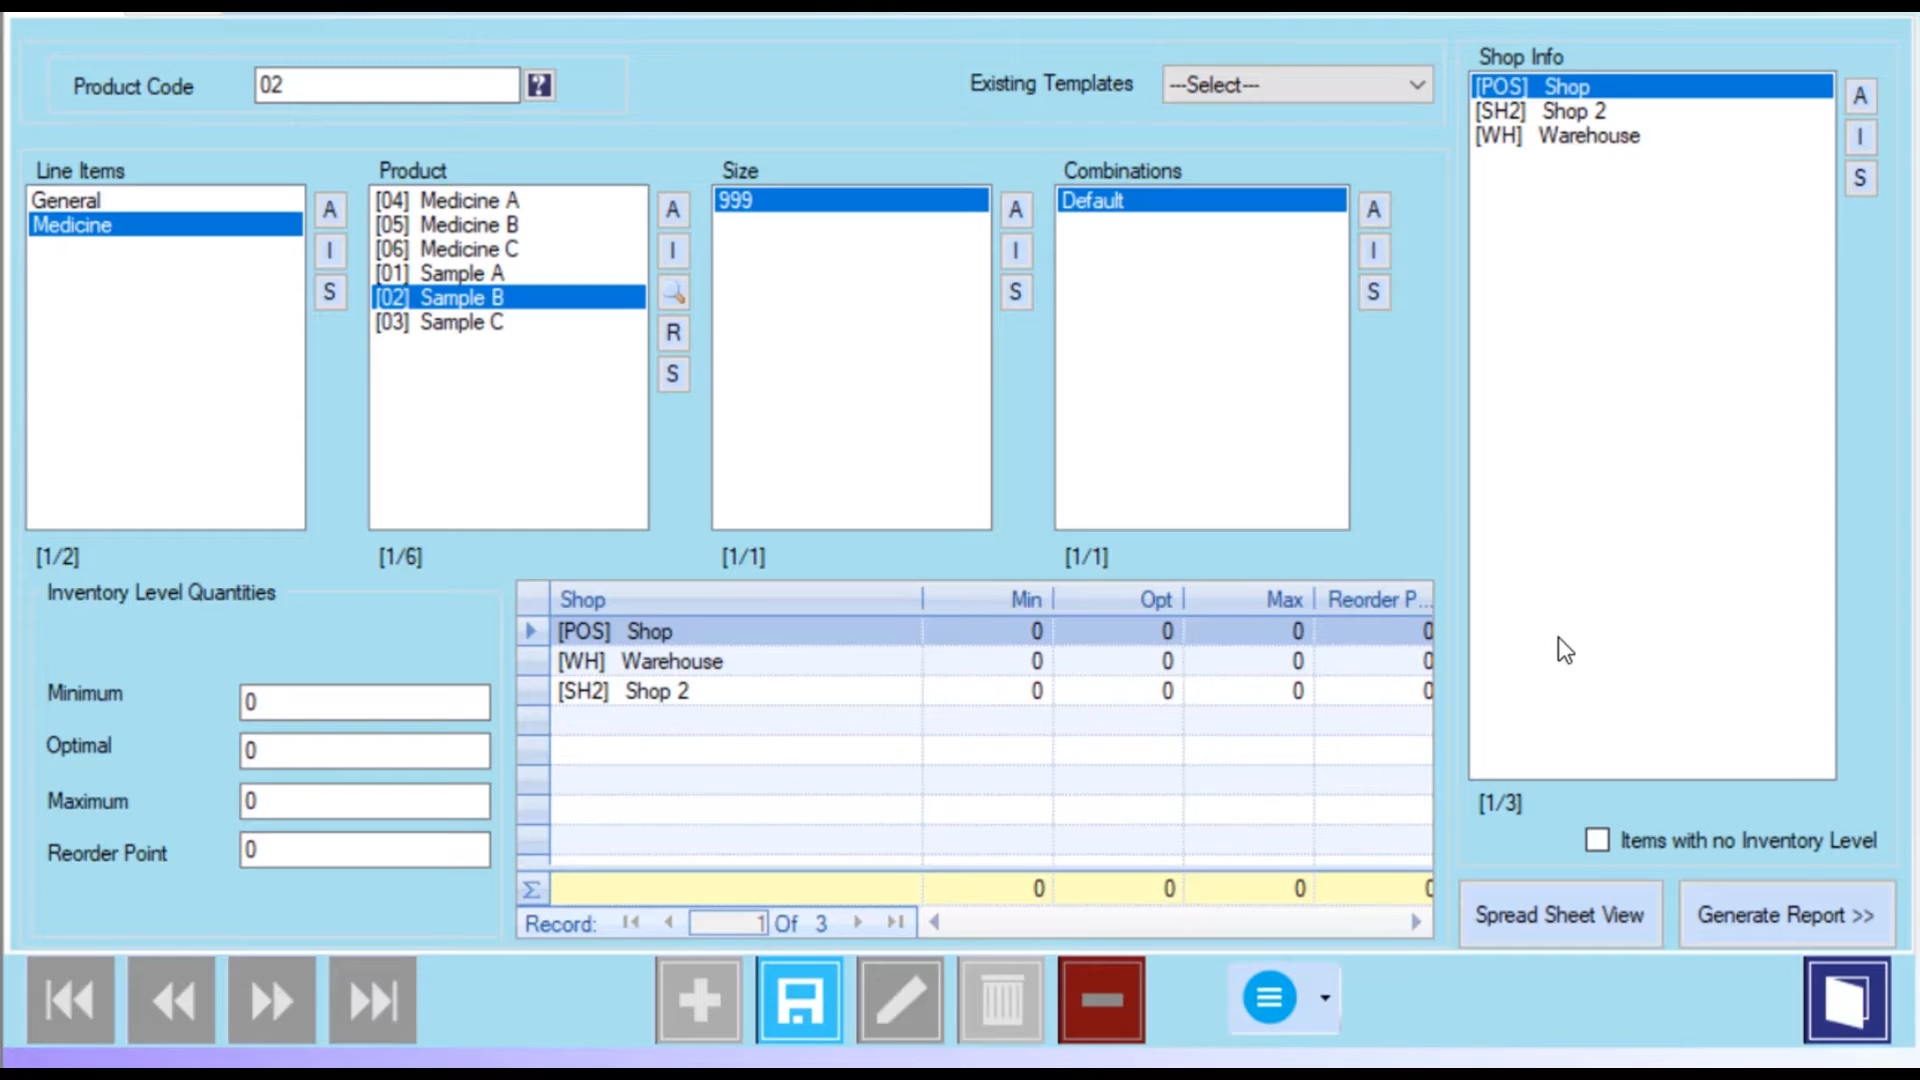 Product Code 02 ?
Existing Templates ---Select---
Shop Info
[POS] Shop
[SH2] Shop 2
[WH] Warehouse
A
I
S
Line Items
General
Medicine
A
I
S
[1/2]
Product
[04] Medicine A
[05] Medicine B
[06] Medicine C
[01] Sample A
[02] Sample B
[03] Sample C
A
I
R
S
[1/6]
Size
999
A
I
S
[1/1]
Combinations
Default
A
I
S
[1/1]
Inventory Level Quantities
Minimum 0
Optimal 0
Maximum 0
Reorder Point 0
Shop Min Opt Max Reorder P...
[POS] Shop 0 0 0 0
[WH] Warehouse 0 0 0 0
[SH2] Shop 2 0 0 0 0
Σ 0 0 0 0
Record: 1 Of 3
[1/3]
Items with no Inventory Level
Spread Sheet View
Generate Report >>